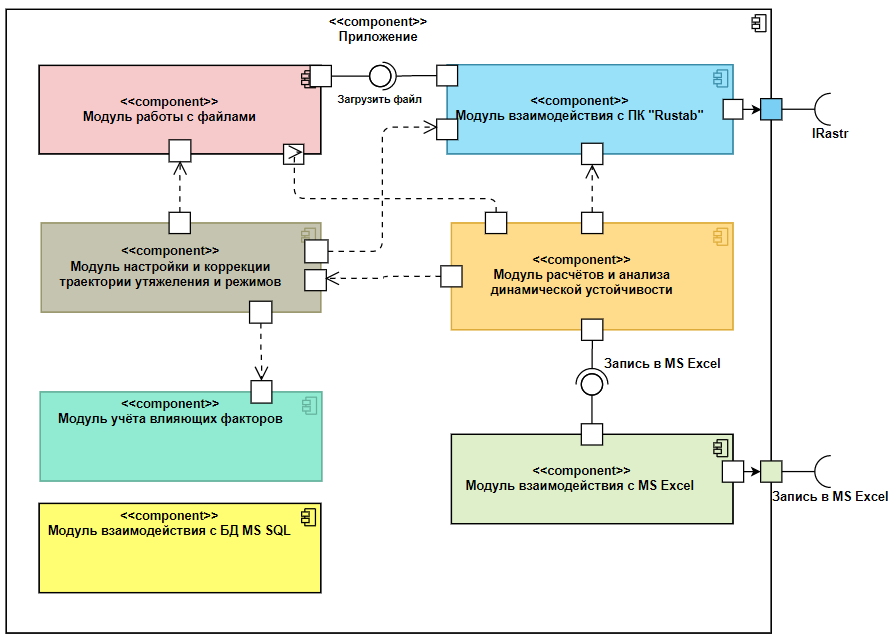 <<component>>
Приложение
<<component>>
Модуль работы с файлами
Загрузить файл
<<component>>
Модуль взаимодействия с ПК "Rustab"
IRastr
<<component>>
Модуль настройки и коррекции
траектории утяжеления и режимов
<<component>>
Модуль расчётов и анализа
динамической устойчивости
Запись в MS Excel
<<component>>
Модуль учёта влияющих факторов
<<component>>
Модуль взаимодействия с MS Excel
Запись в MS Excel
<<component>>
Модуль взаимодействия с БД MS SQL